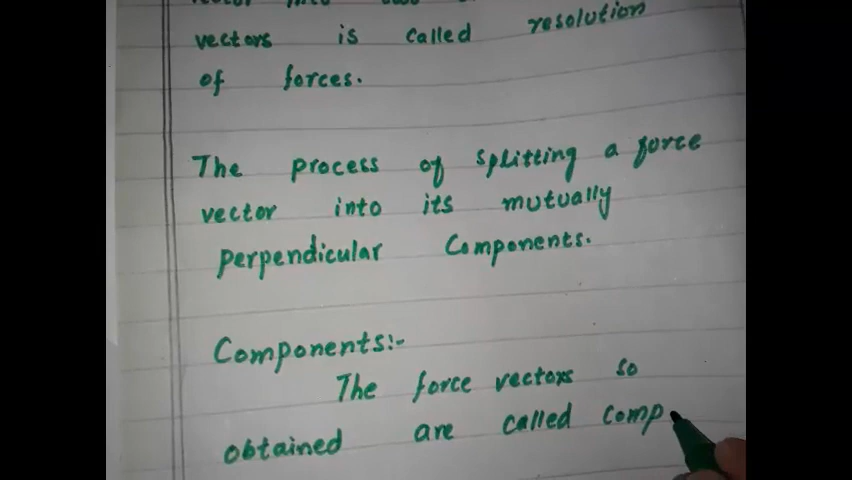 vectors is called resolution
of forces.
The process of splitting a force
vector into its mutually
perpendicular Components.
Components:-
The force vectors so
obtained are called comp